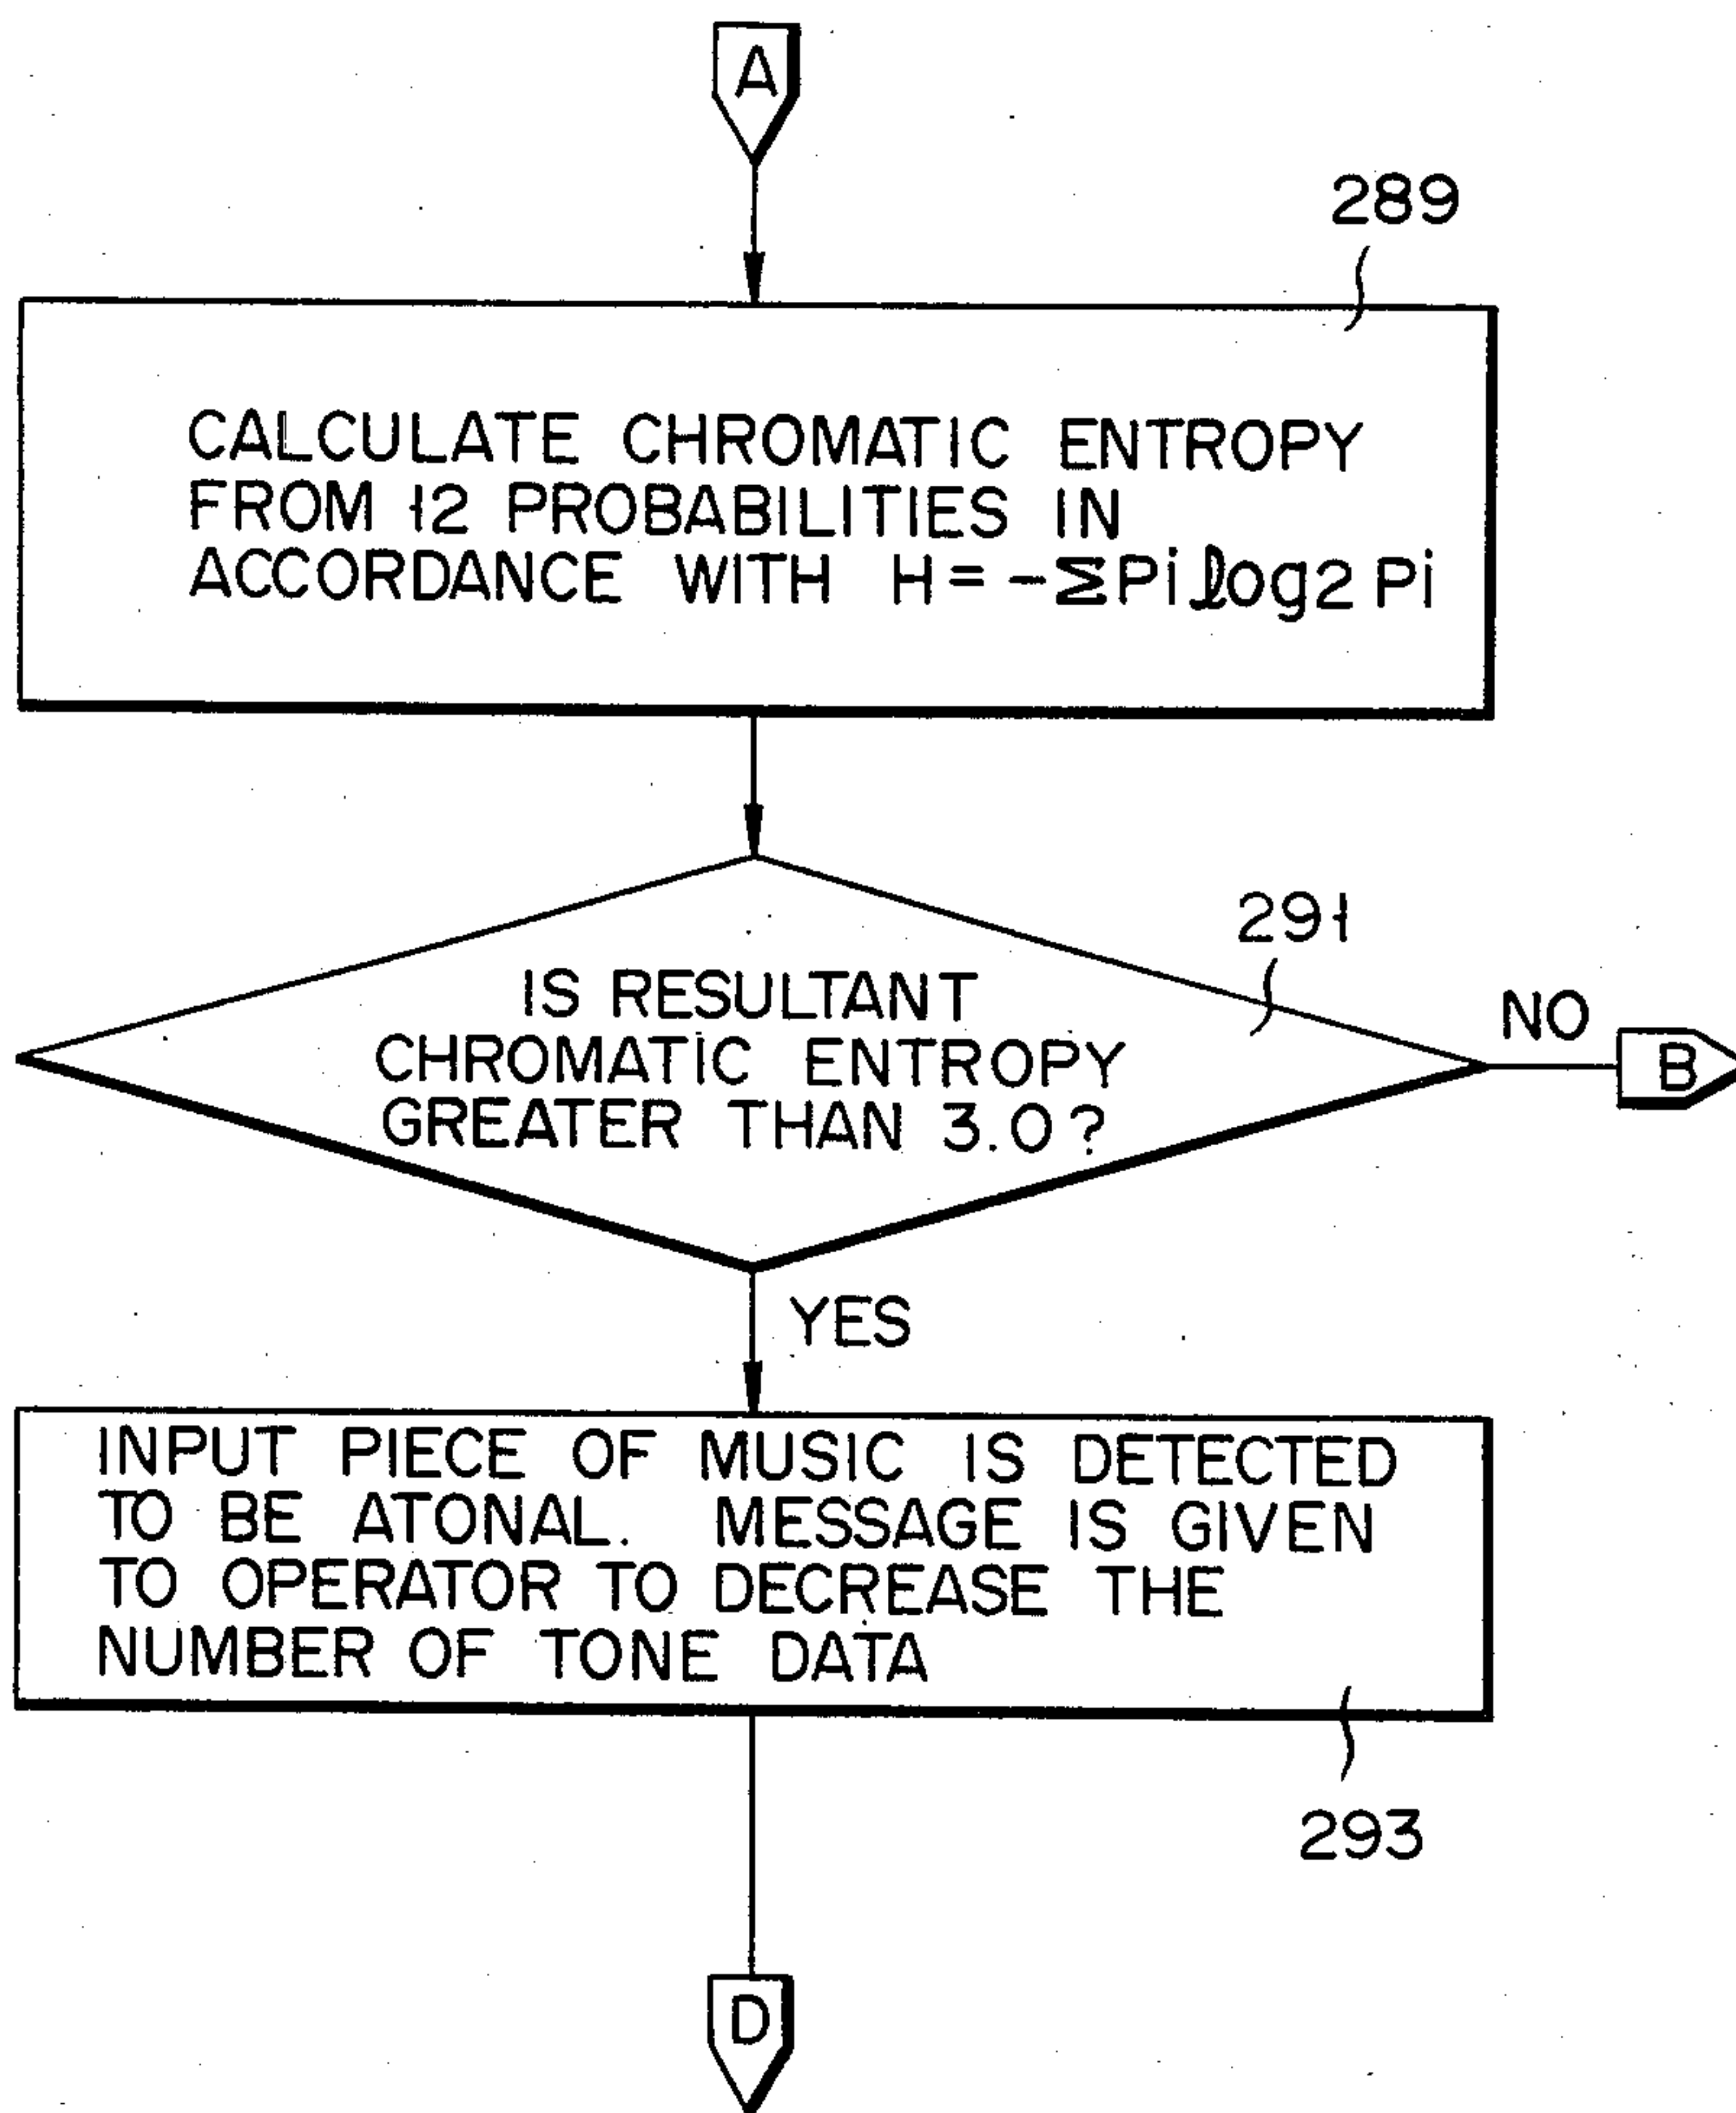 A
289
CALCULATE CHROMATIC ENTROPY
FROM 12 PROBABILITIES IN
ACCORDANCE WITH H=-ΣPi log2 Pi
291
IS RESULTANT
CHROMATIC ENTROPY
GREATER THAN 3.0?
NO
B
YES
INPUT PIECE OF MUSIC IS DETECTED
TO BE ATONAL. MESSAGE IS GIVEN
TO OPERATOR TO DECREASE THE
NUMBER OF TONE DATA
293
D